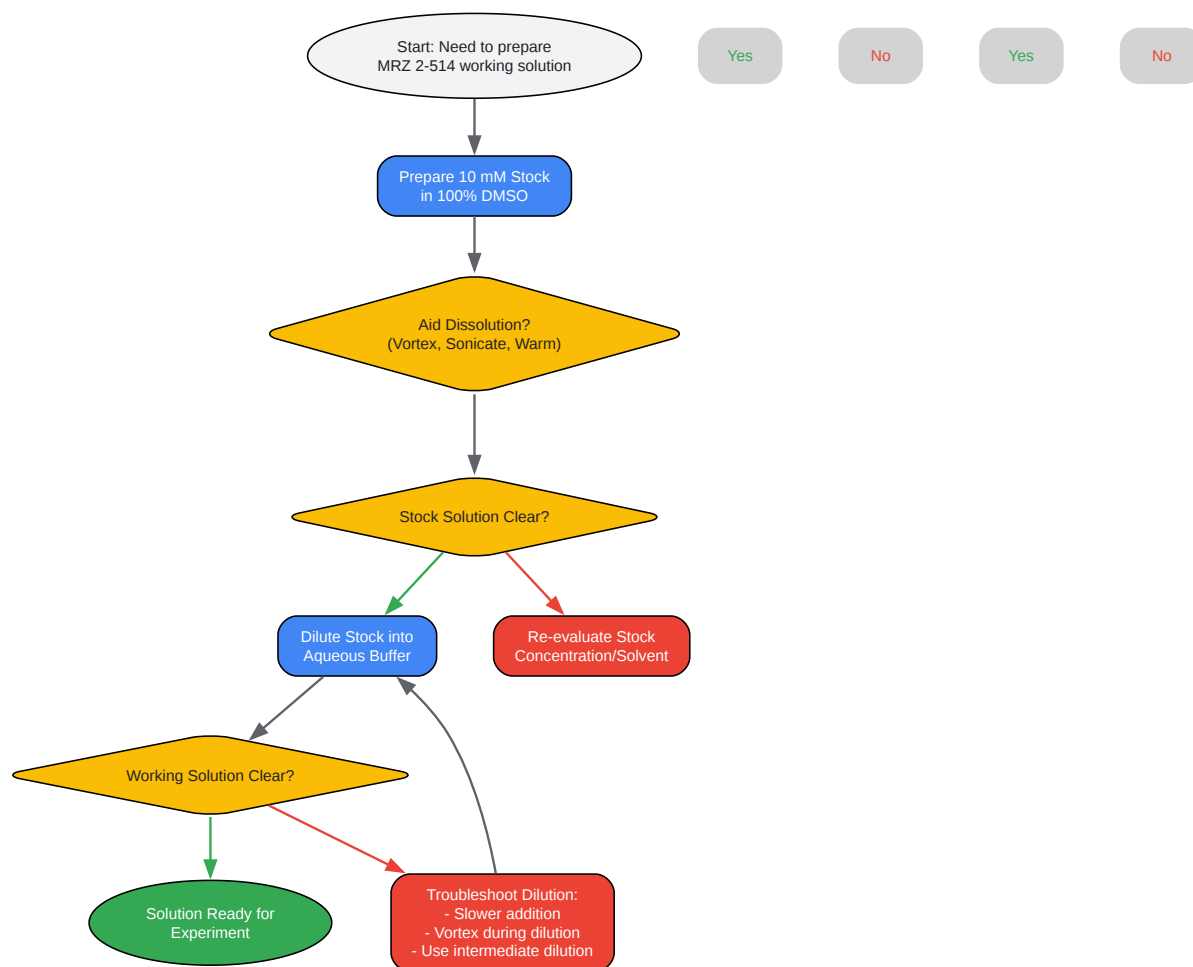 Start: Need to prepare
MRZ 2-514 working solution
Yes
No
Yes
No
Prepare 10 mM Stock
in 100% DMSO
Aid Dissolution?
(Vortex, Sonicate, Warm)
Stock Solution Clear?
Dilute Stock into
Aqueous Buffer
Re-evaluate Stock
Concentration/Solvent
Working Solution Clear?
Solution Ready for
Experiment
Troubleshoot Dilution:
- Slower addition
- Vortex during dilution
- Use intermediate dilution